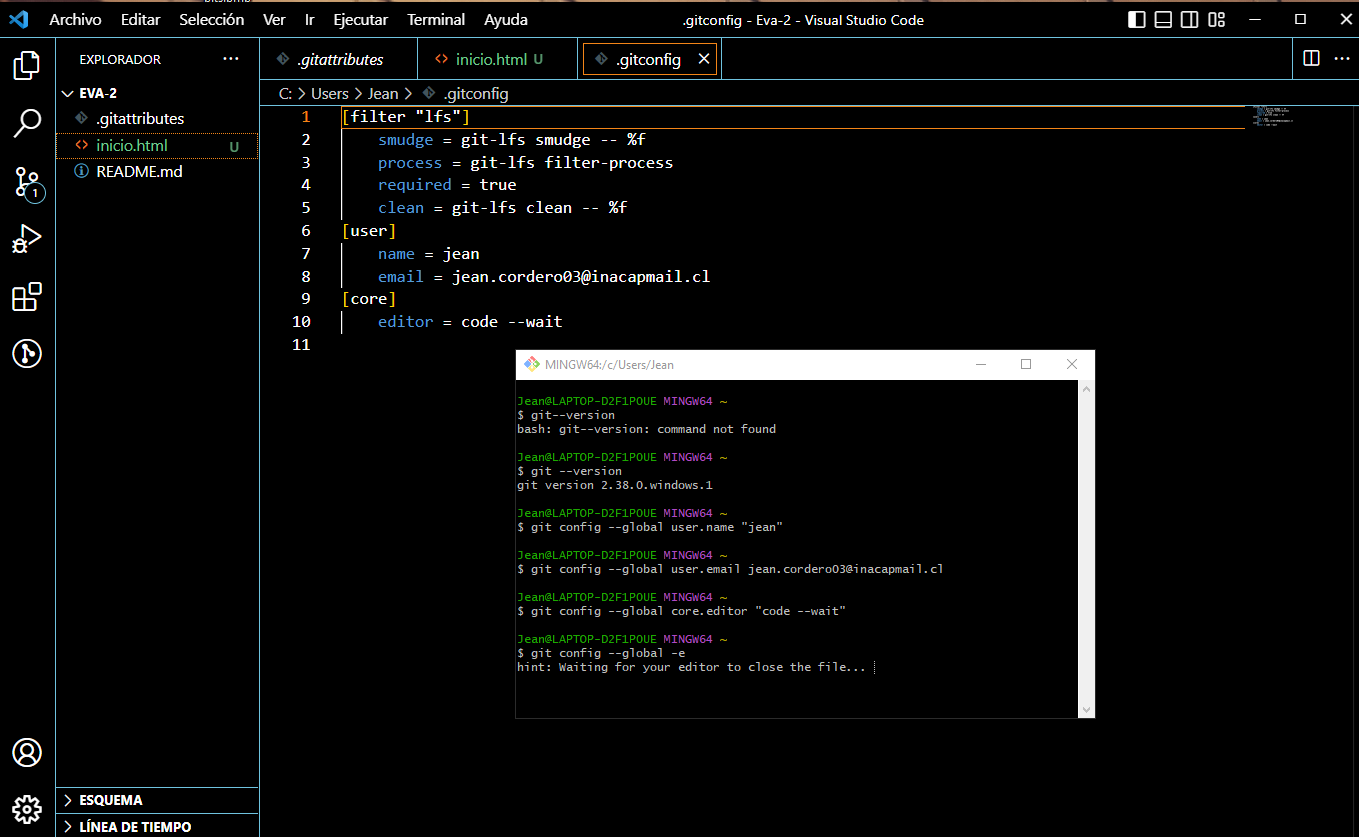 Archivo Editar Selección Ver Ir Ejecutar Terminal Ayuda .gitconfig - Eva-2 - Visual Studio Code
EXPLORADOR
EVA-2
.gitattributes
inicio.html U
README.md
1
ESQUEMA
LÍNEA DE TIEMPO
.gitattributes inicio.html U .gitconfig
C: > Users > Jean > .gitconfig
1 [filter "lfs"]
2 smudge = git-lfs smudge -- %f
3 process = git-lfs filter-process
4 required = true
5 clean = git-lfs clean -- %f
6 [user]
7 name = jean
8 email = jean.cordero03@inacapmail.cl
9 [core]
10 editor = code --wait
11
MINGW64:/c/Users/Jean
Jean@LAPTOP-D2F1POUE MINGW64 ~
$ git--version
bash: git--version: command not found
Jean@LAPTOP-D2F1POUE MINGW64 ~
$ git --version
git version 2.38.0.windows.1
Jean@LAPTOP-D2F1POUE MINGW64 ~
$ git config --global user.name "jean"
Jean@LAPTOP-D2F1POUE MINGW64 ~
$ git config --global user.email jean.cordero03@inacapmail.cl
Jean@LAPTOP-D2F1POUE MINGW64 ~
$ git config --global core.editor "code --wait"
Jean@LAPTOP-D2F1POUE MINGW64 ~
$ git config --global -e
hint: Waiting for your editor to close the file...